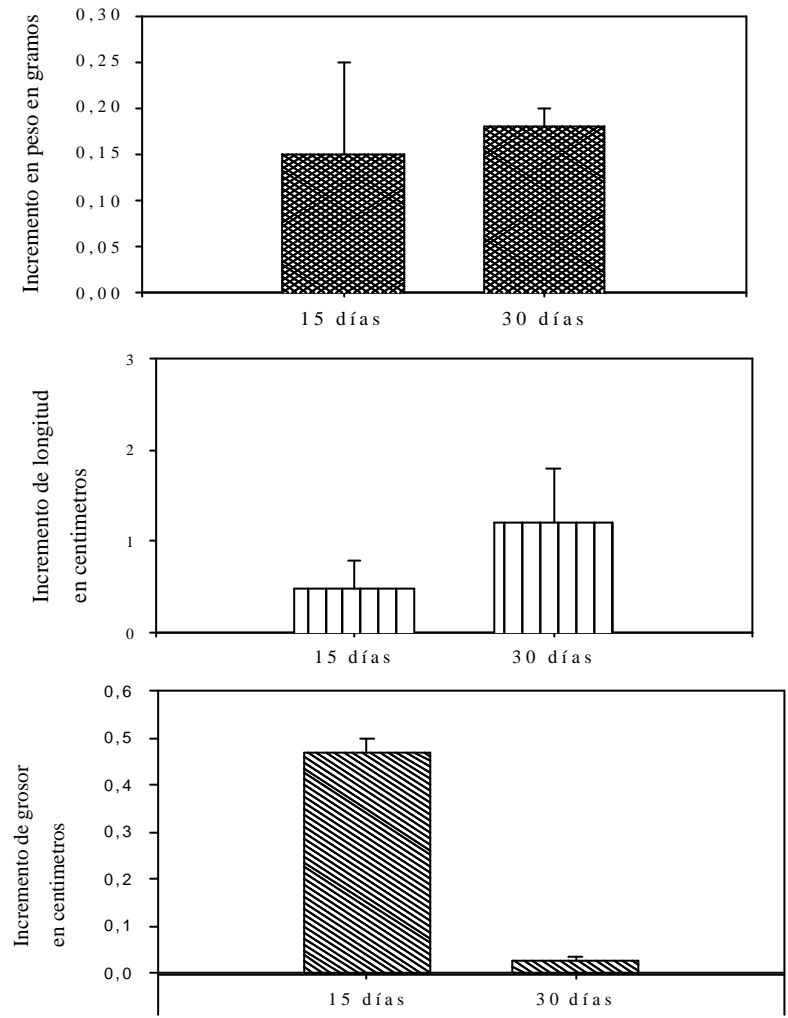 Incremento en peso en gramos
0,30
0,25
0,20
0,15
0,10
0,05
0,00
15 días
30 días
Incremento de longitud
en centimetros
3
2
1
0
15 días
30 días
Incremento de grosor
en centimetros
0,6
0,5
0,4
0,3
0,2
0,1
0,0
15 días
30 días